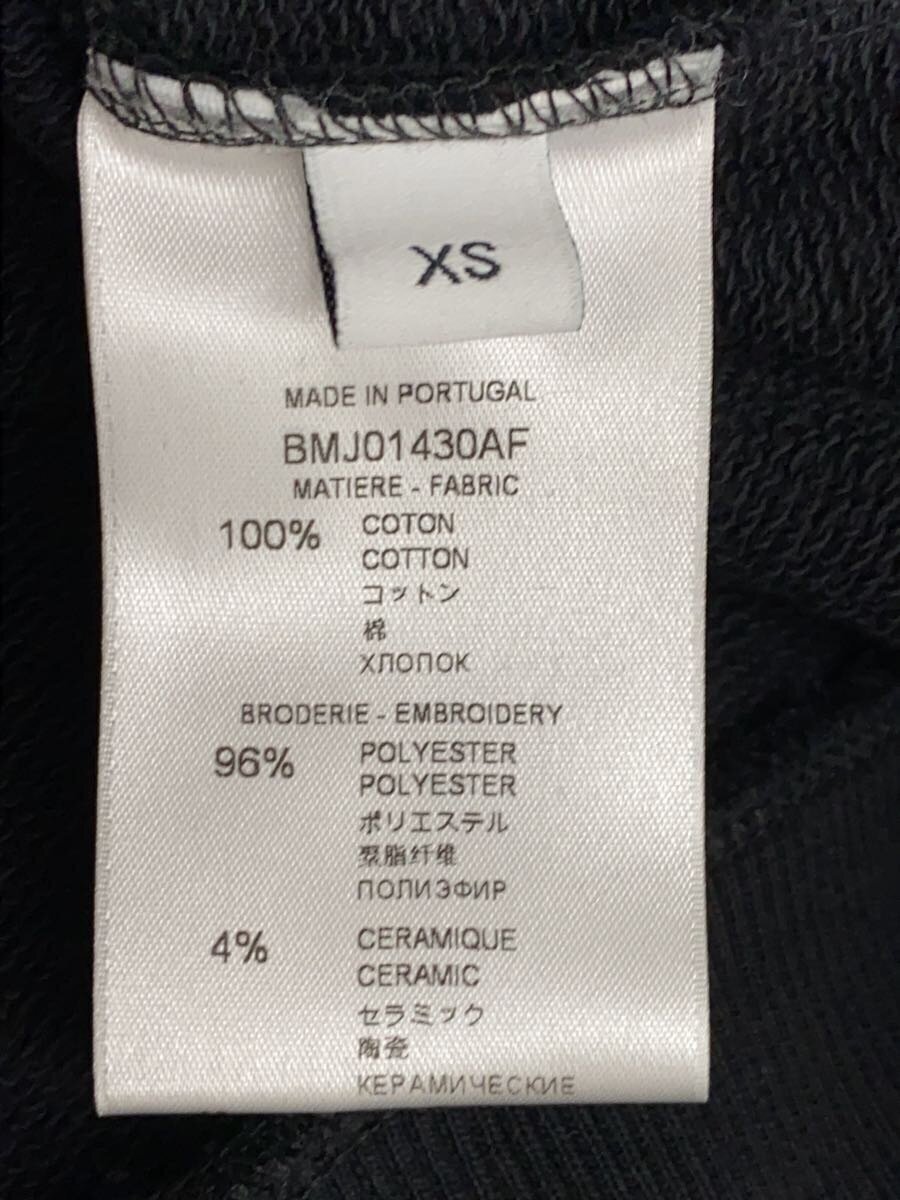 XS
MADE IN PORTUGAL
BMJ01430AF
MATIERE - FABRIC
100% COTON
COTTON
コットン
棉
ХЛОПОК
BRODERIE - EMBROIDERY
96% POLYESTER
POLYESTER
ポリエステル
聚脂纤维
ПОЛИЭФИР
4% CERAMIQUE
CERAMIC
セラミック
陶瓷
КЕРАМИЧЕСКИЕ